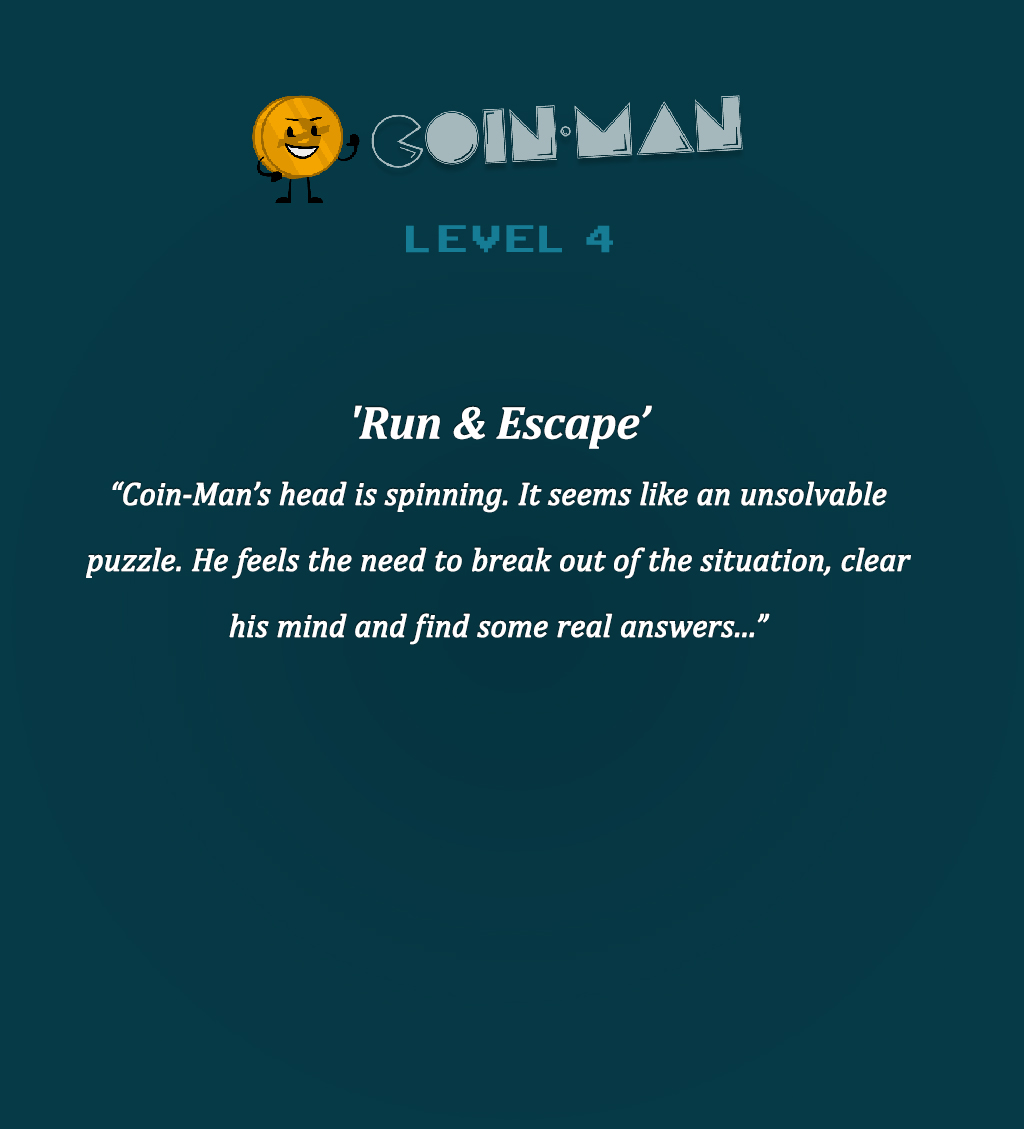 COIN·MAN
LEVEL 4
'Run & Escape’
“Coin-Man’s head is spinning. It seems like an unsolvable
puzzle. He feels the need to break out of the situation, clear
his mind and find some real answers...”